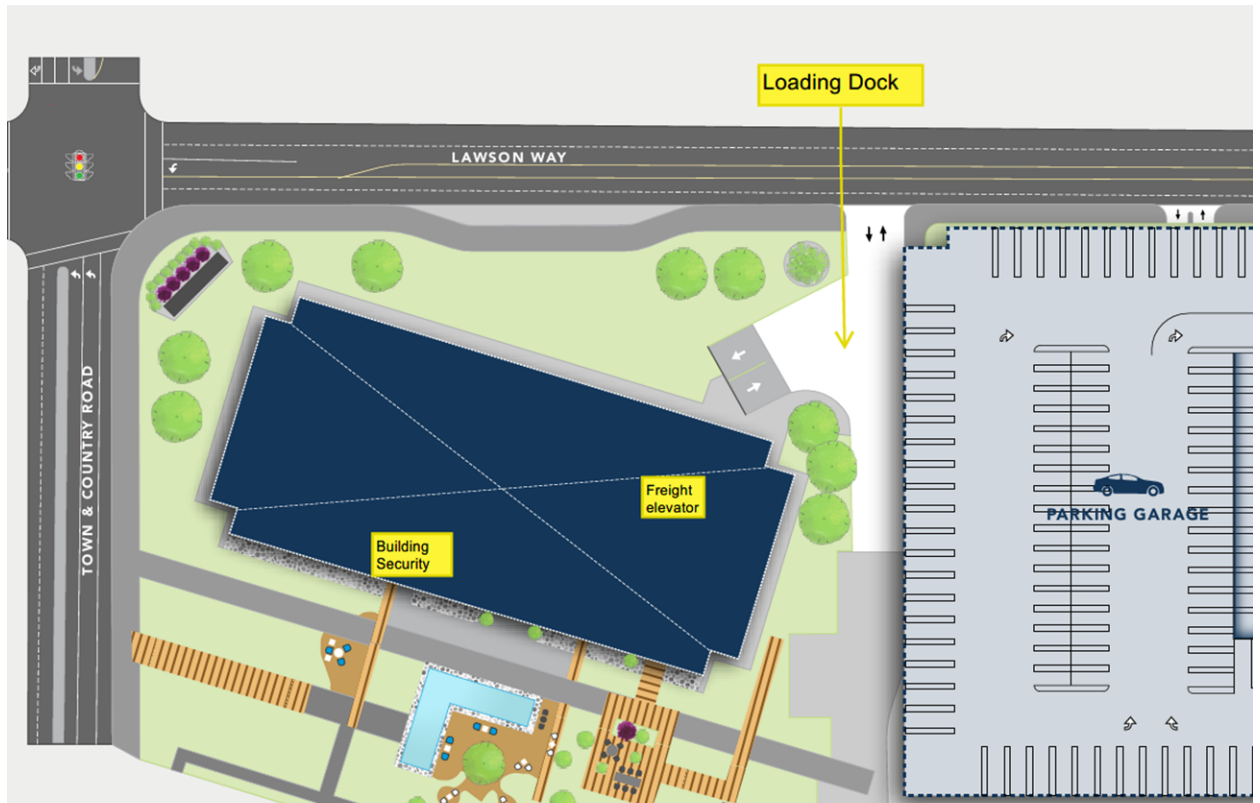 Loading Dock
LAWSON WAY
TOWN & COUNTRY ROAD
Freight
elevator
PARKING GARAGE
Building
Security